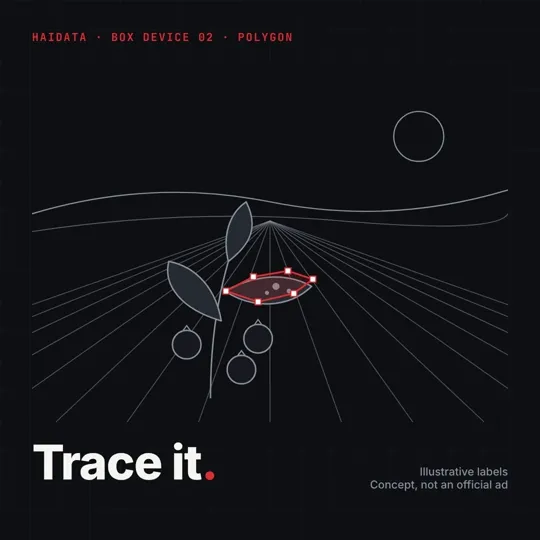 HAIDATA · BOX DEVICE 02 · POLYGON
Trace it.
Illustrative labels
Concept, not an official ad